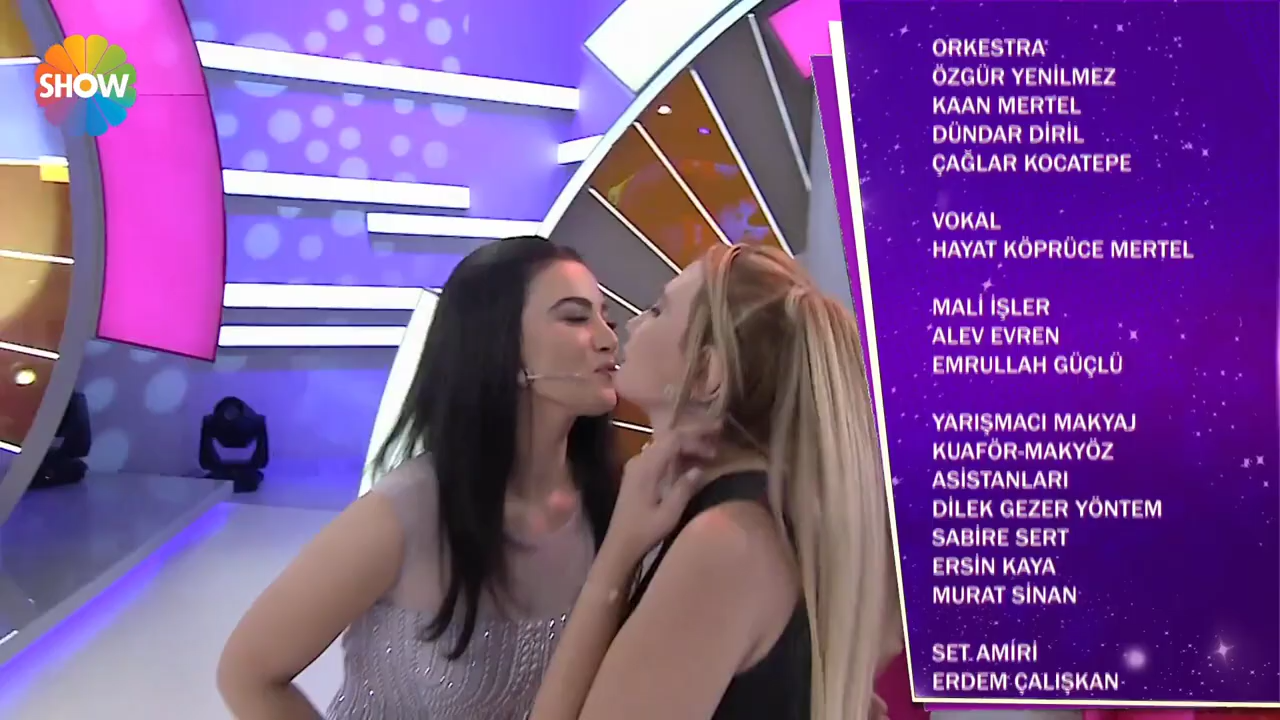 SHOW
ORKESTRA
ÖZGÜR YENİLMEZ
KAAN MERTEL
DÜNDAR DİRİL
ÇAĞLAR KOCATEPE
VOKAL
HAYAT KÖPRÜCE MERTEL
MALİ İŞLER
ALEV EVREN
EMRULLAH GÜÇLÜ
YARIŞMACI MAKYAJ
KUAFÖR-MAKYÖZ
ASİSTANLARI
DİLEK GEZER YÖNTEM
SABİRE SERT
ERSİN KAYA
MURAT SİNAN
SET AMİRİ
ERDEM ÇALIŞKAN